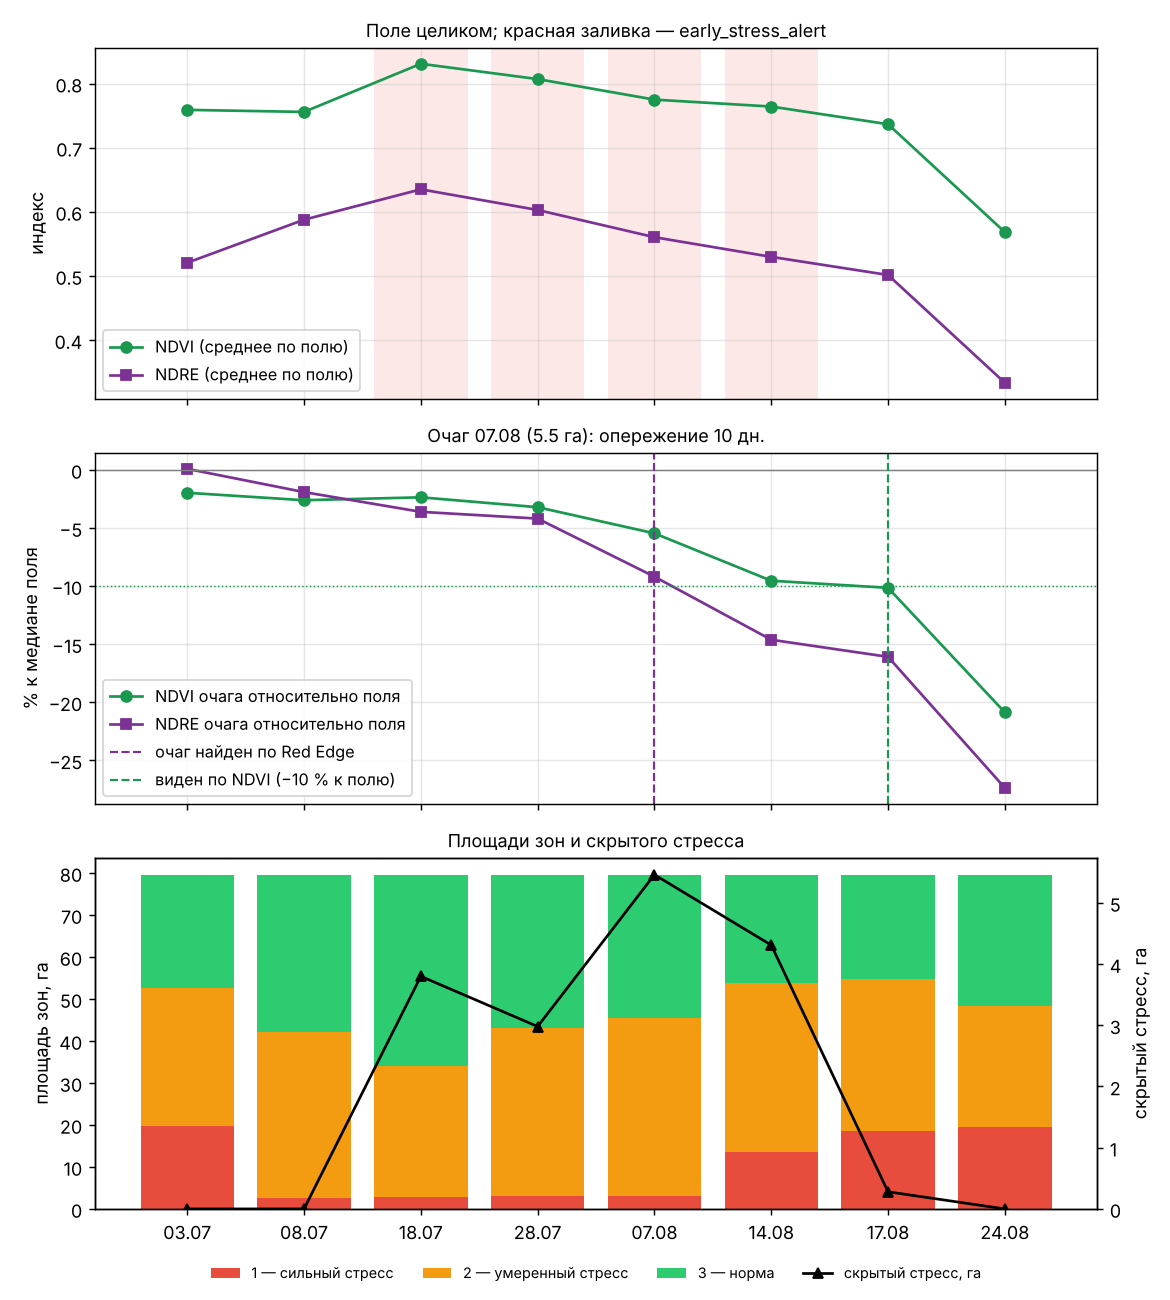 Поле целиком; красная заливка — early_stress_alert
0.8
0.7
0.6
0.5
0.4
индекс
NDVI (среднее по полю)
NDRE (среднее по полю)
Очаг 07.08 (5.5 га): опережение 10 дн.
0
−5
−10
−15
−20
−25
% к медиане поля
NDVI очага относительно поля
NDRE очага относительно поля
очаг найден по Red Edge
виден по NDVI (−10 % к полю)
Площади зон и скрытого стресса
80
70
60
50
40
30
20
10
0
площадь зон, га
5
4
3
2
1
0
скрытый стресс, га
03.07 08.07 18.07 28.07 07.08 14.08 17.08 24.08
1 — сильный стресс 2 — умеренный стресс 3 — норма скрытый стресс, га